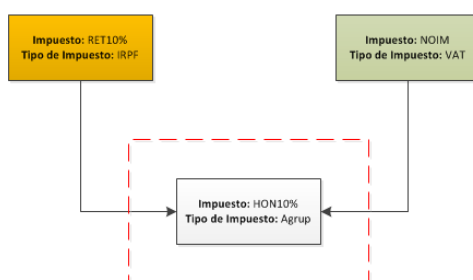 Impuesto: RET10%
Tipo de Impuesto: IRPF
Impuesto: NOIM
Tipo de Impuesto: VAT
Impuesto: HON10%
Tipo de Impuesto: Agrup